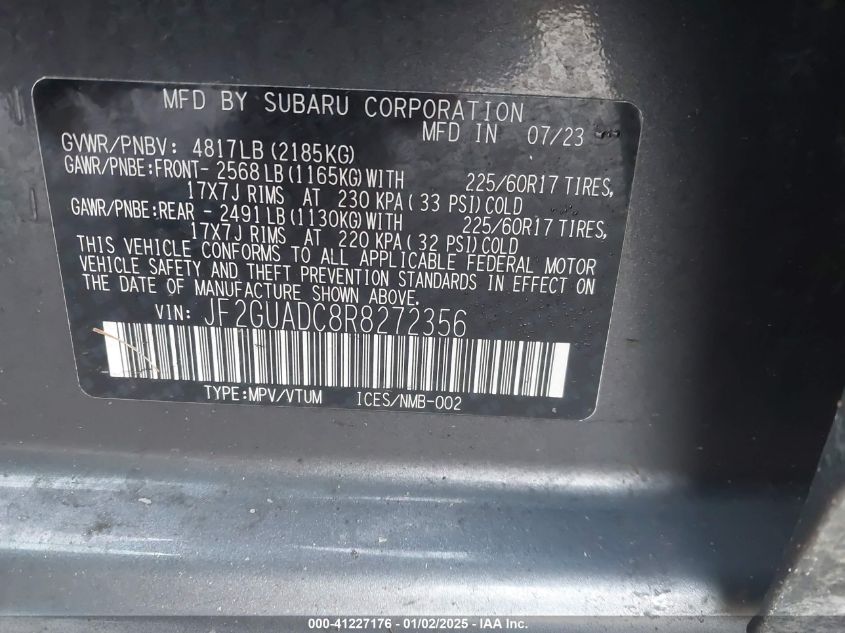 MFD BY SUBARU CORPORATION
MFD IN 07/23
GVWR/PNBV: 4817LB (2185KG)
GAWR/PNBE:FRONT- 2568 LB (1165KG) WITH 225/60R17 TIRES,
17X7J RIMS AT 230 KPA ( 33 PSI) COLD
GAWR/PNBE:REAR - 2491 LB (1130KG) WITH 225/60R17 TIRES,
17X7J RIMS AT 220 KPA ( 32 PSI) COLD
THIS VEHICLE CONFORMS TO ALL APPLICABLE FEDERAL MOTOR
VEHICLE SAFETY AND THEFT PREVENTION STANDARDS IN EFFECT ON
THE DATE OF MANUFACTURE SHOWN ABOVE.
VIN: JF2GUADC8R8272356
TYPE:MPV/VTUM ICES/NMB-002
000-41227176 | 01/02/2025 - IAA Inc.